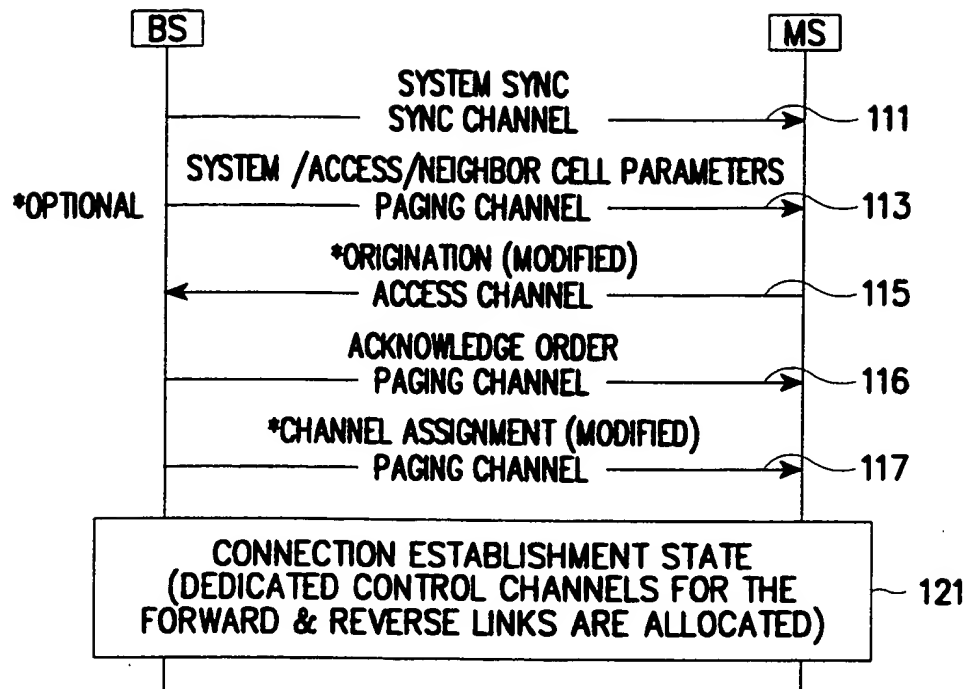 BS
MS
SYSTEM SYNC
SYNC CHANNEL
111
SYSTEM /ACCESS/NEIGHBOR CELL PARAMETERS
*OPTIONAL
PAGING CHANNEL
113
*ORIGINATION (MODIFIED)
ACCESS CHANNEL
115
ACKNOWLEDGE ORDER
PAGING CHANNEL
116
*CHANNEL ASSIGNMENT (MODIFIED)
PAGING CHANNEL
117
CONNECTION ESTABLISHMENT STATE
(DEDICATED CONTROL CHANNELS FOR THE
FORWARD & REVERSE LINKS ARE ALLOCATED)
121